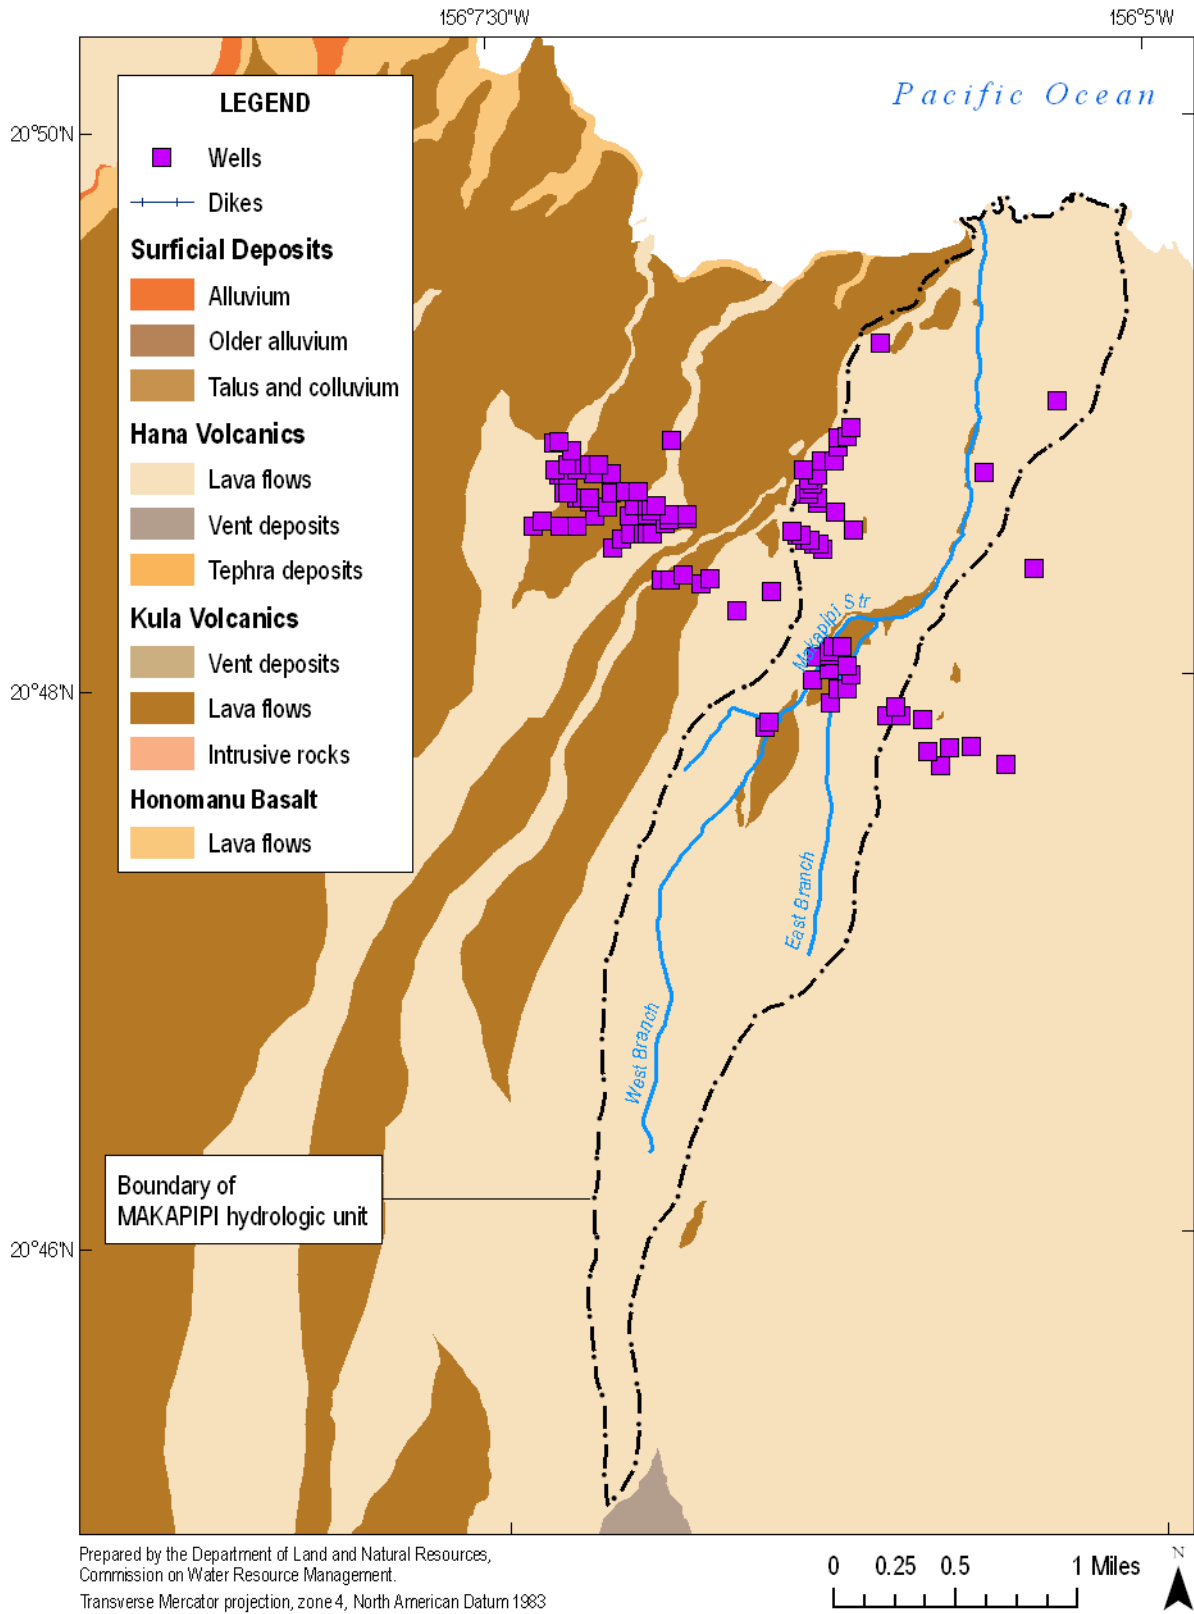 156°7'30"W
156°5'W
Pacific Ocean
20°50'N
20°48'N
20°46'N
LEGEND
Wells
Dikes
Surficial Deposits
Alluvium
Older alluvium
Talus and colluvium
Hana Volcanics
Lava flows
Vent deposits
Tephra deposits
Kula Volcanics
Vent deposits
Lava flows
Intrusive rocks
Honomanu Basalt
Lava flows
Makapipi Str
East Branch
West Branch
Boundary of
MAKAPIPI hydrologic unit
Prepared by the Department of Land and Natural Resources,
Commission on Water Resource Management.
Transverse Mercator projection, zone 4, North American Datum 1983
0 0.25 0.5 1 Miles
N